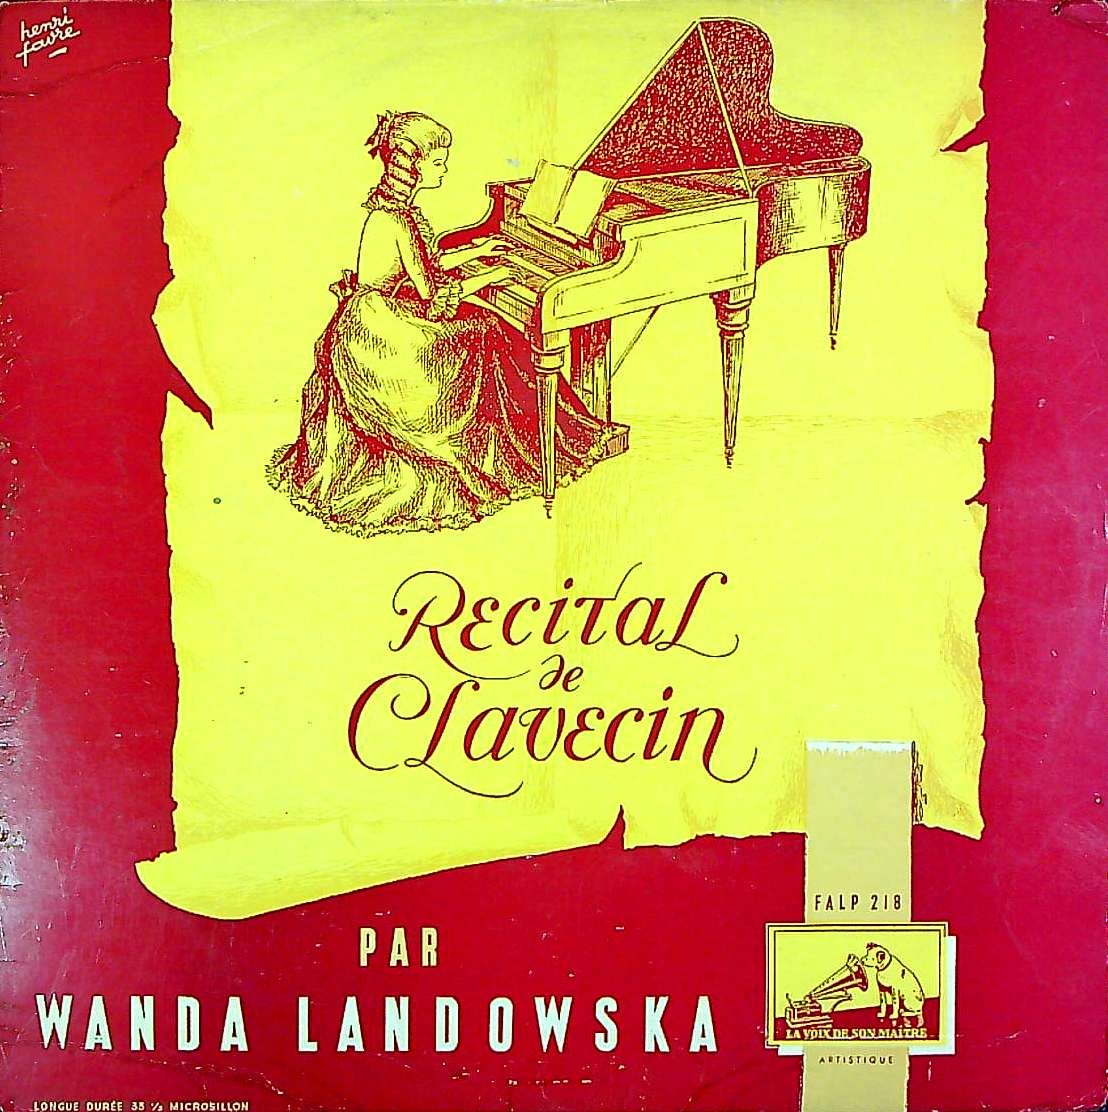 henri
favre
Recital
de
Clavecin
FALP 218
PAR
WANDA LANDOWSKA
LA VOIX DE SON MAITRE
ARTISTIQUE
LONGUE DURÉE 33 ⅓ MICROSILLON